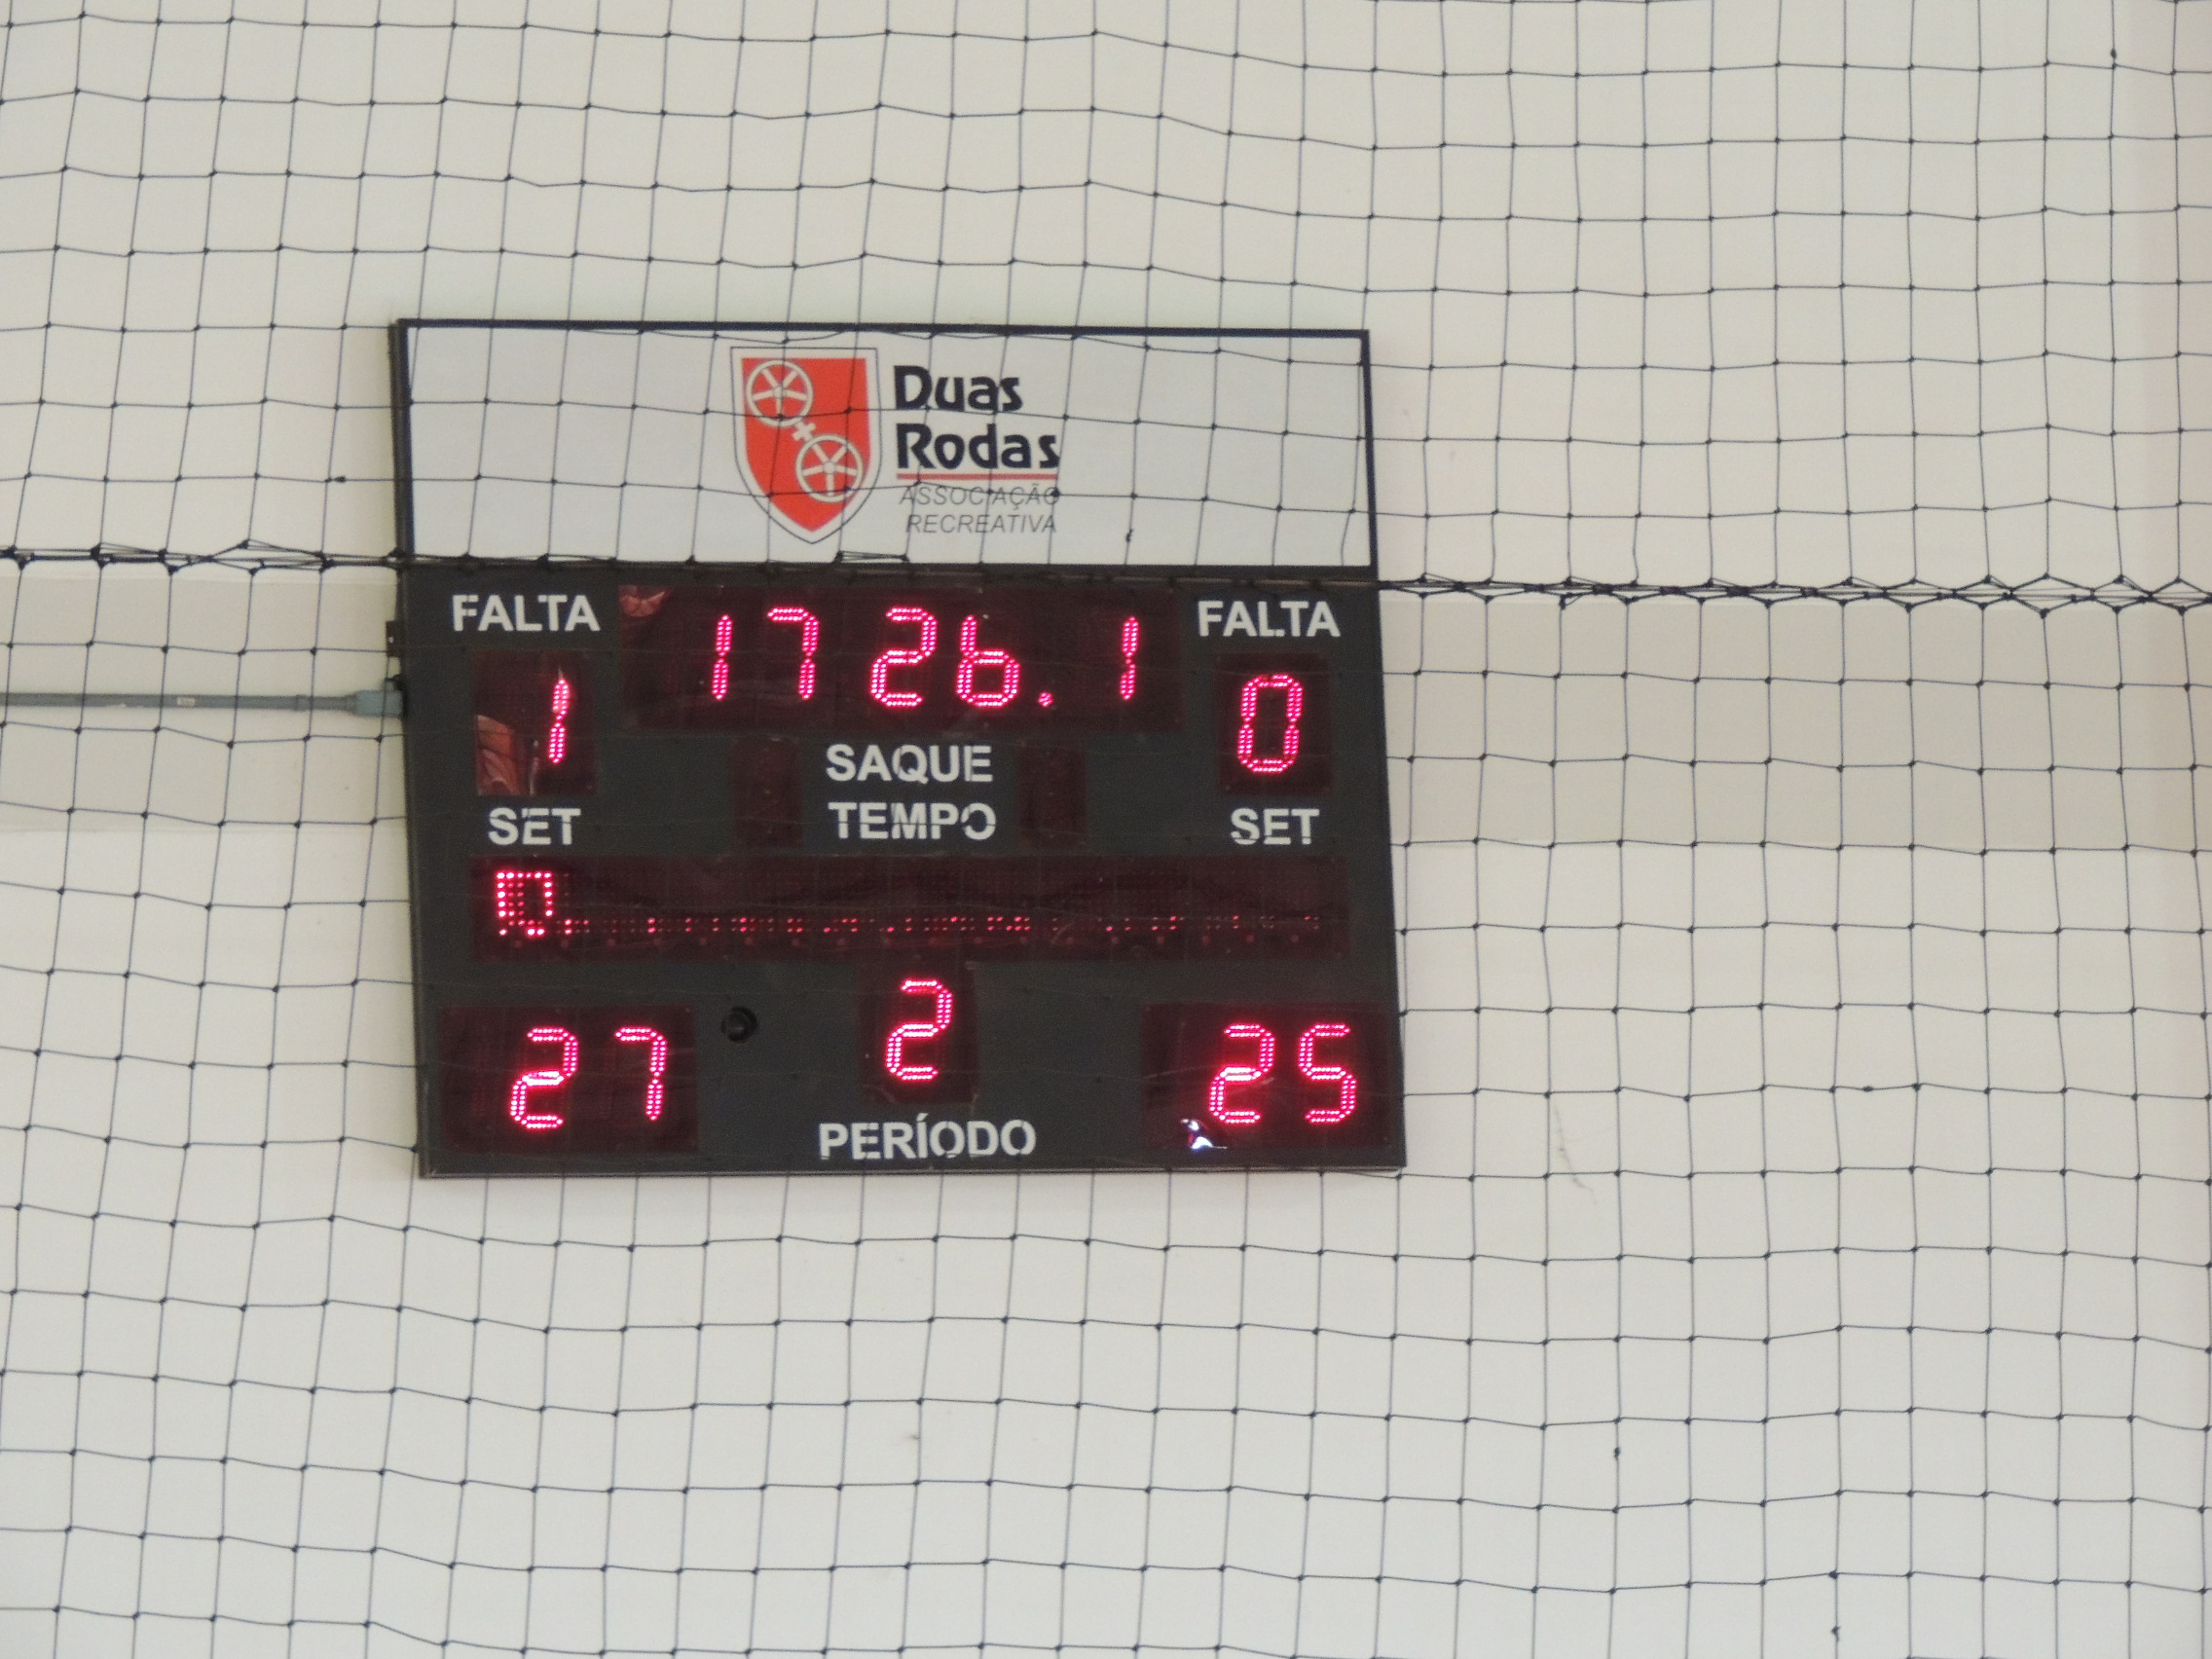 Duas
Rodas
ASSOCIAÇÃO
RECREATIVA
FALTA 17 26. 1 FALTA
1 0
SAQUE
SET TEMPO SET
2
27 25
PERÍODO